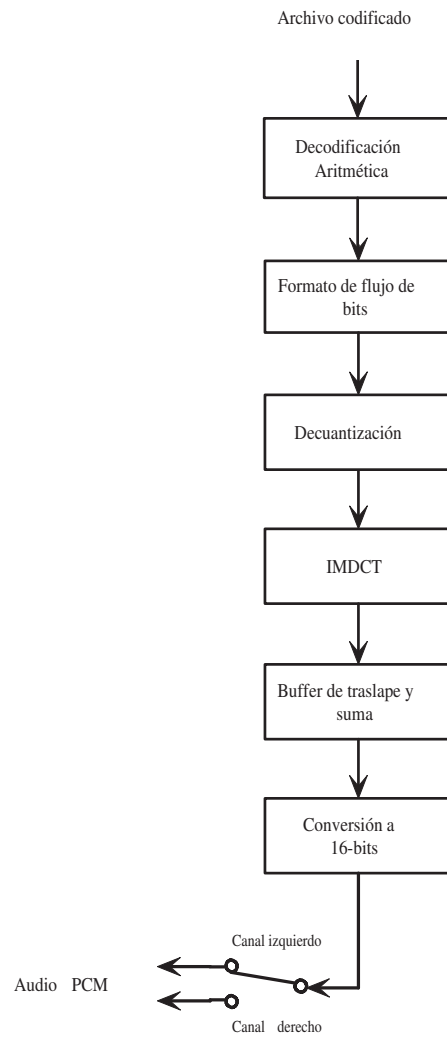 Archivo codificado
Decodificación
Aritmética
Formato de flujo de
bits
Decuantización
IMDCT
Buffer de traslape y
suma
Conversión a
16-bits
Canal izquierdo
Audio PCM
Canal derecho